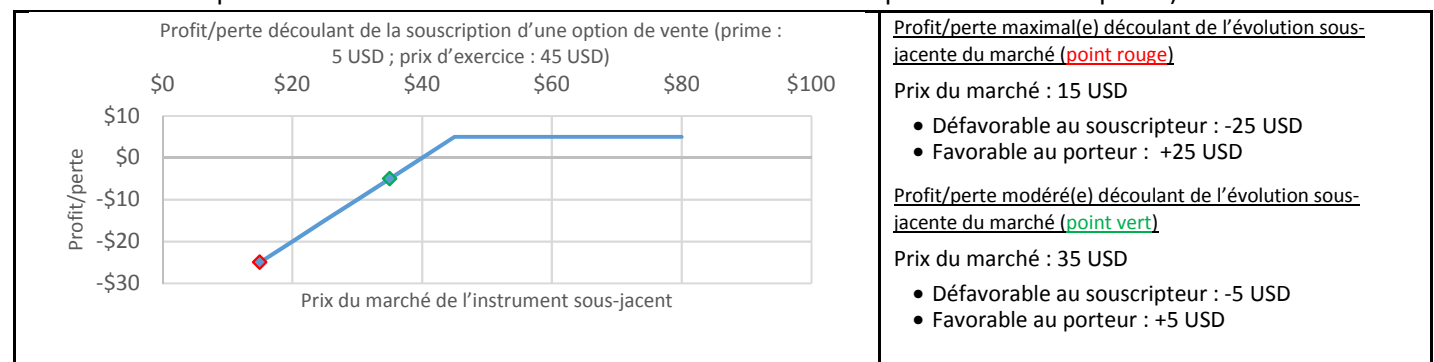 Profit/perte découlant de la souscription d'une option de vente (prime :
5 USD ; prix d'exercice : 45 USD)
$0 $20 $40 $60 $80 $100
$10
$0
-$10
-$20
-$30
Profit/perte
Prix du marché de l'instrument sous-jacent
Profit/perte maximal(e) découlant de l'évolution sous-
jacente du marché (point rouge)
Prix du marché : 15 USD
• Défavorable au souscripteur : -25 USD
• Favorable au porteur : +25 USD
Profit/perte modéré(e) découlant de l'évolution sous-
jacente du marché (point vert)
Prix du marché : 35 USD
• Défavorable au souscripteur : -5 USD
• Favorable au porteur : +5 USD